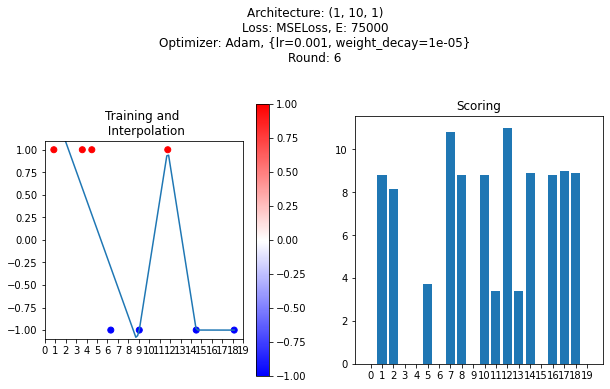 Architecture: (1, 10, 1)
Loss: MSELoss, E: 75000
Optimizer: Adam, {lr=0.001, weight_decay=1e-05}
Round: 6
Training and
Interpolation
1.00
0.75
0.50
0.25
0.00
−0.25
−0.50
−0.75
−1.00
0 1 2 3 4 5 6 7 8 9 10 11 12 13 14 15 16 17 18 19
1.00
0.75
0.50
0.25
0.00
−0.25
−0.50
−0.75
−1.00
Scoring
10
8
6
4
2
0
0 1 2 3 4 5 6 7 8 9 10 11 12 13 14 15 16 17 18 19